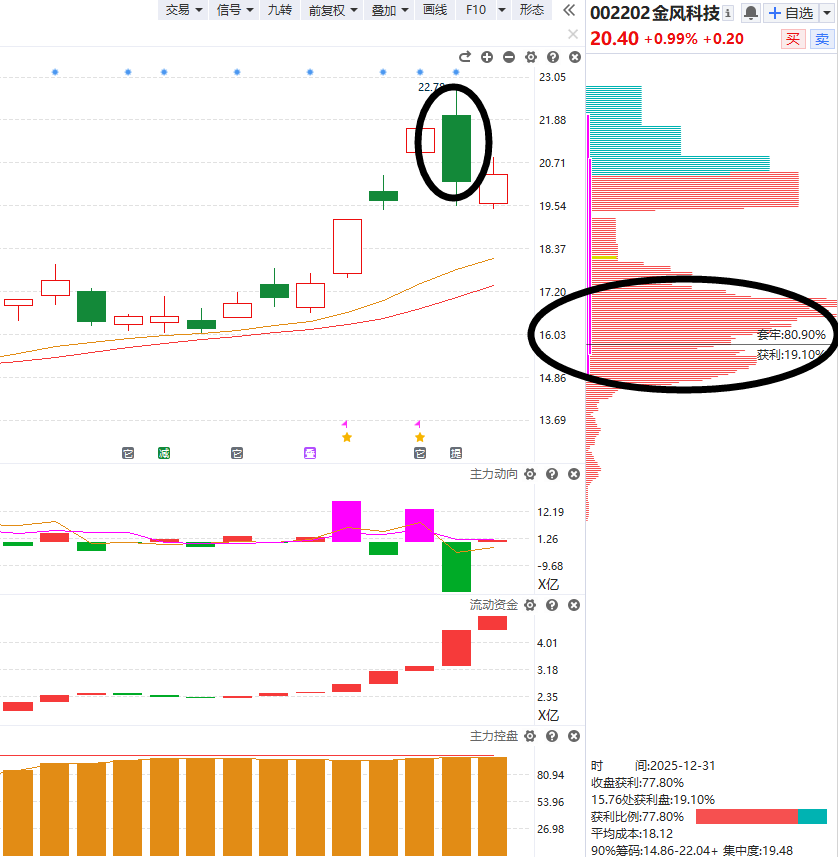 交易 信号 九转 前复权 叠加 画线 F10 形态
002202 金风科技
自选
20.40 +0.99% +0.20 买 卖
23.05
22.78
21.88
20.71
19.54
18.37
17.20
16.03
14.86
13.69
套牢:80.90%
获利:19.10%
它 减 它 叠 它 提
主力动向
12.19
1.26
-9.68
X亿
流动资金
4.01
3.18
2.35
X亿
主力控盘
80.94
53.96
26.98
时 间:2025-12-31
收盘获利:77.80%
15.76处获利盘:19.10%
获利比例:77.80%
平均成本:18.12
90%筹码:14.86-22.04+ 集中度:19.48